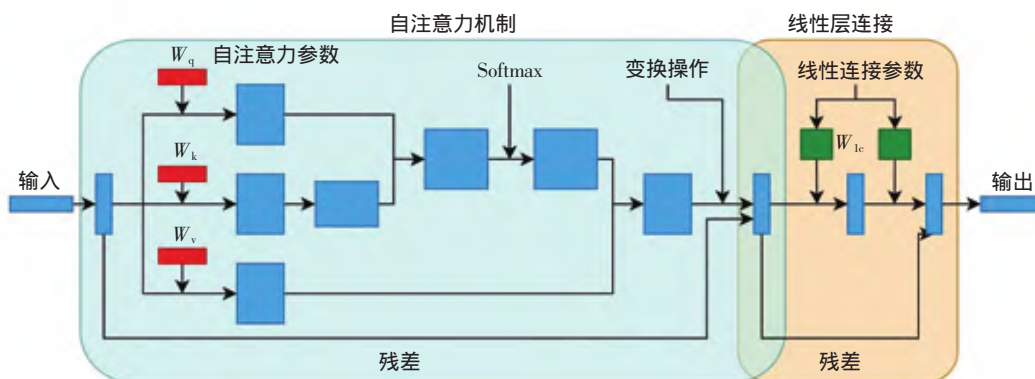 自注意力机制
线性层连接
Wq
自注意力参数
Softmax
变换操作
线性连接参数
Wk
Wlc
输入
输出
Wv
残差
残差